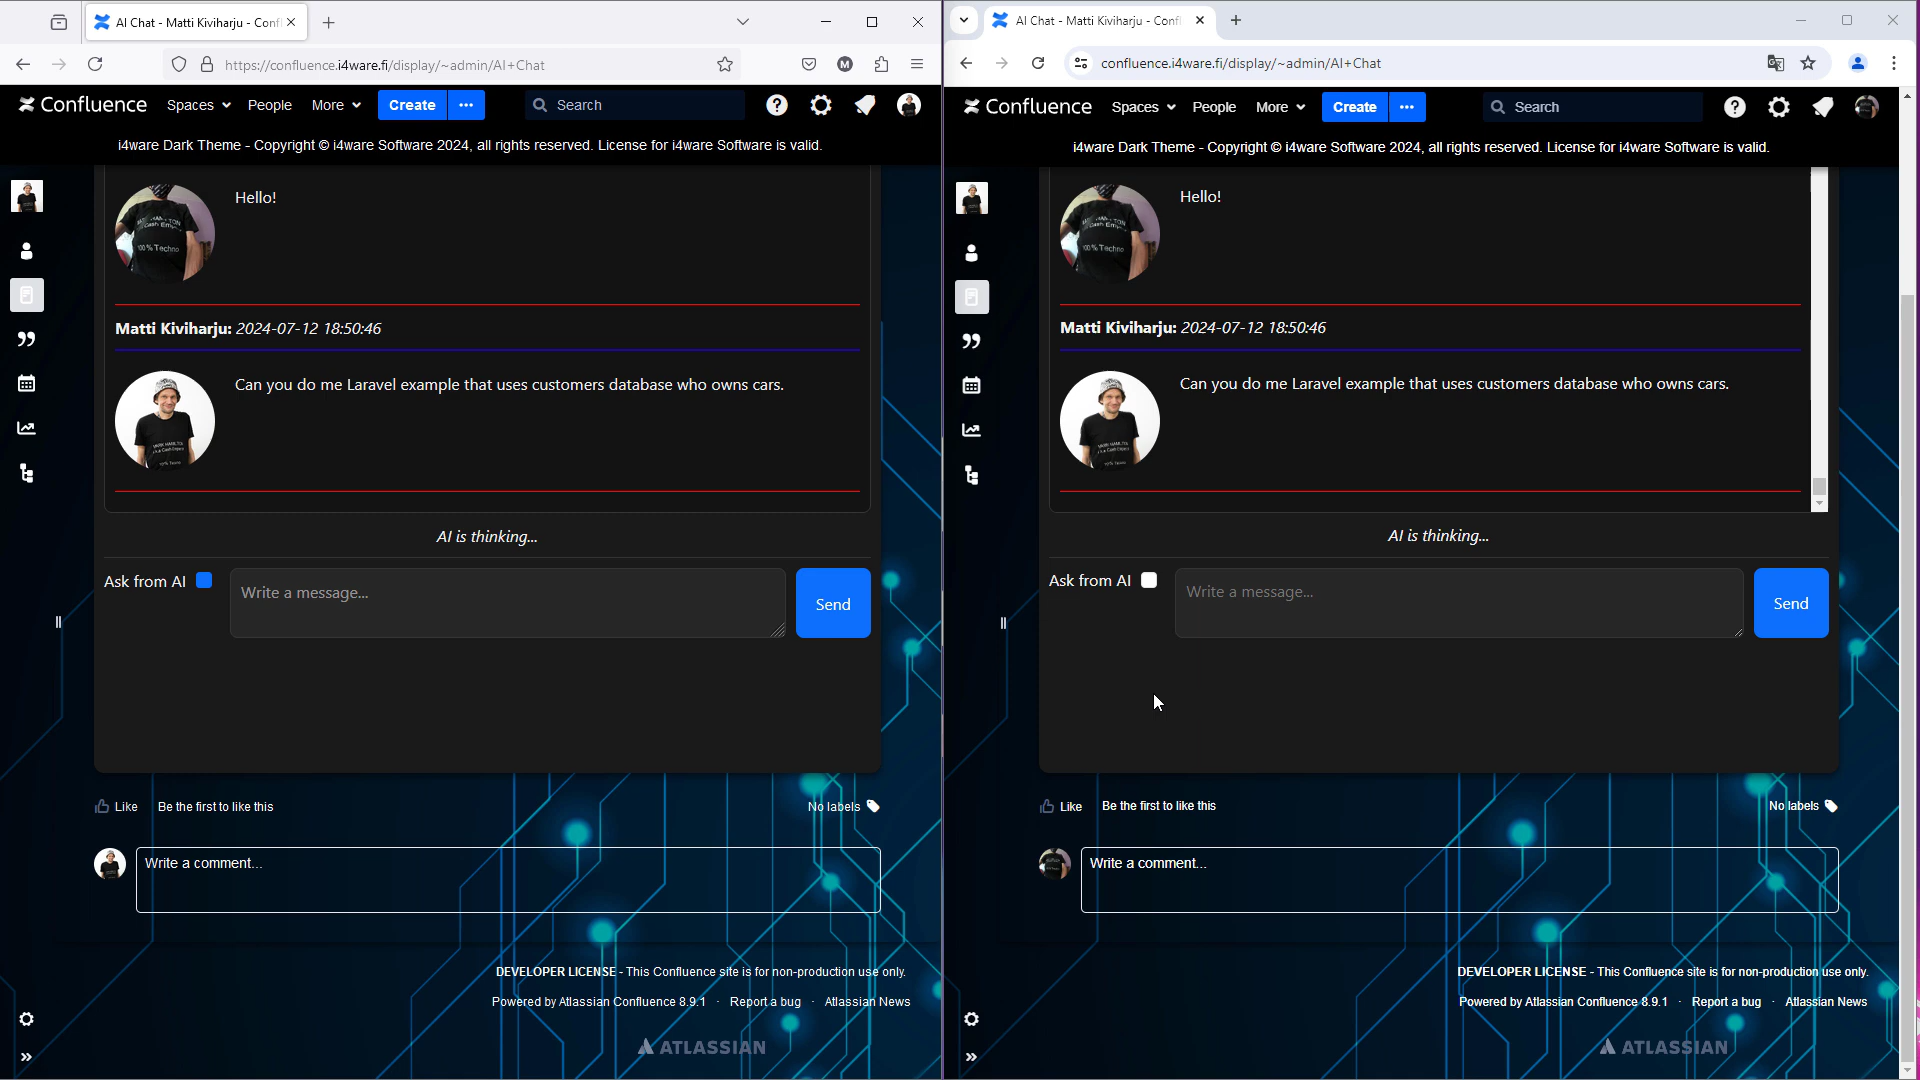 AI Chat - Matti Kiviharju - Conf
https://confluence.i4ware.fi/display/~admin/AI+Chat
M
Confluence
Spaces
People
More
Create
Search
i4ware Dark Theme - Copyright © i4ware Software 2024, all rights reserved. License for i4ware Software is valid.
Hello!
100 % Techno
Matti Kiviharju: 2024-07-12 18:50:46
Can you do me Laravel example that uses customers database who owns cars.
AI is thinking...
Ask from AI
Write a message...
Send
Like
Be the first to like this
No labels
Write a comment...
DEVELOPER LICENSE - This Confluence site is for non-production use only.
Powered by Atlassian Confluence 8.9.1 · Report a bug · Atlassian News
ATLASSIAN
AI Chat - Matti Kiviharju - Conf
confluence.i4ware.fi/display/~admin/AI+Chat
Confluence
Spaces
People
More
Create
Search
i4ware Dark Theme - Copyright © i4ware Software 2024, all rights reserved. License for i4ware Software is valid.
Hello!
100 % Techno
Matti Kiviharju: 2024-07-12 18:50:46
Can you do me Laravel example that uses customers database who owns cars.
AI is thinking...
Ask from AI
Write a message...
Send
Like
Be the first to like this
No labels
Write a comment...
DEVELOPER LICENSE - This Confluence site is for non-production use only.
Powered by Atlassian Confluence 8.9.1 · Report a bug · Atlassian News
ATLASSIAN